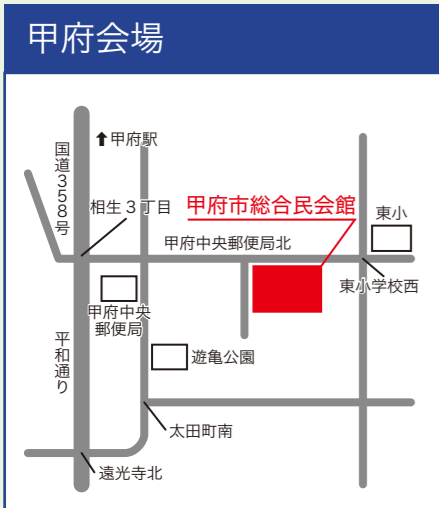 甲府会場
⬆甲府駅
国道358号
相生3丁目
甲府市総合民会館
東小
甲府中央郵便局北
東小学校西
甲府中央
郵便局
平和通り
遊亀公園
太田町南
遠光寺北